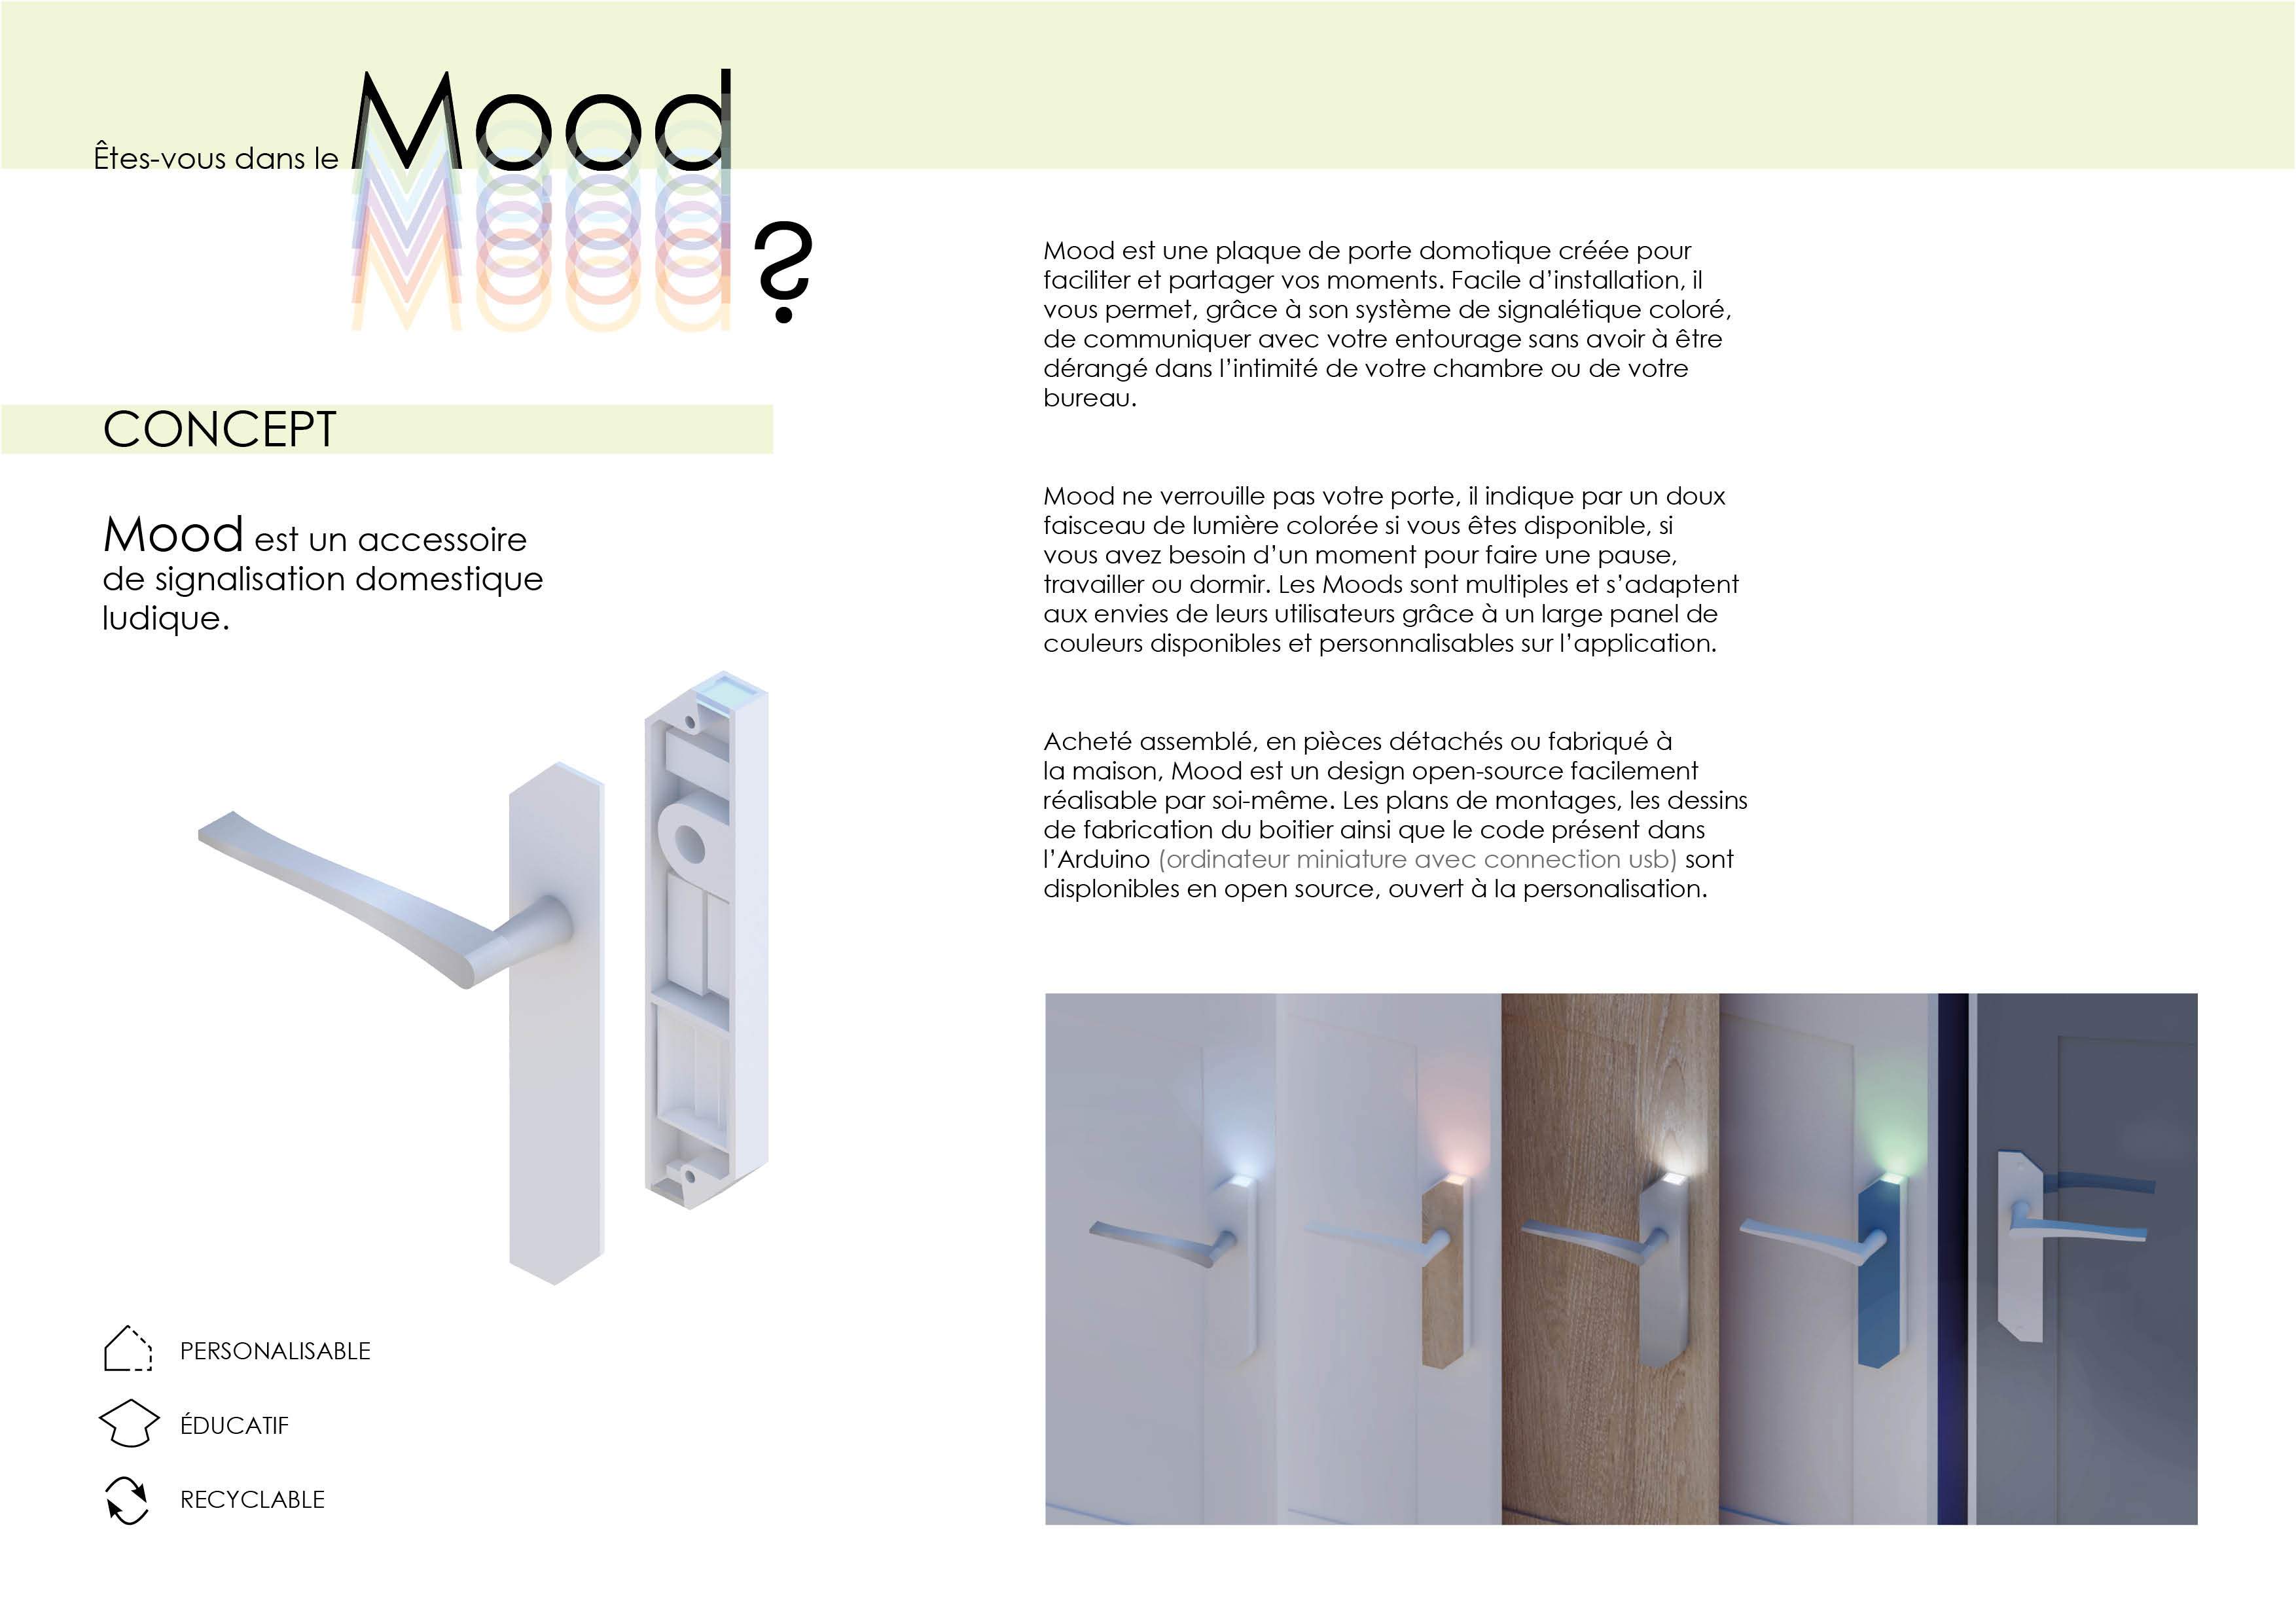 Êtes-vous dans le Mood ?
CONCEPT
Mood est un accessoire
de signalisation domestique
ludique.
PERSONALISABLE
ÉDUCATIF
RECYCLABLE
Mood est une plaque de porte domotique créée pour
faciliter et partager vos moments. Facile d’installation, il
vous permet, grâce à son système de signalétique coloré,
de communiquer avec votre entourage sans avoir à être
dérangé dans l’intimité de votre chambre ou de votre
bureau.
Mood ne verrouille pas votre porte, il indique par un doux
faisceau de lumière colorée si vous êtes disponible, si
vous avez besoin d’un moment pour faire une pause,
travailler ou dormir. Les Moods sont multiples et s’adaptent
aux envies de leurs utilisateurs grâce à un large panel de
couleurs disponibles et personnalisables sur l’application.
Acheté assemblé, en pièces détachés ou fabriqué à
la maison, Mood est un design open-source facilement
réalisable par soi-même. Les plans de montages, les dessins
de fabrication du boitier ainsi que le code présent dans
l’Arduino (ordinateur miniature avec connection usb) sont
displonibles en open source, ouvert à la personalisation.